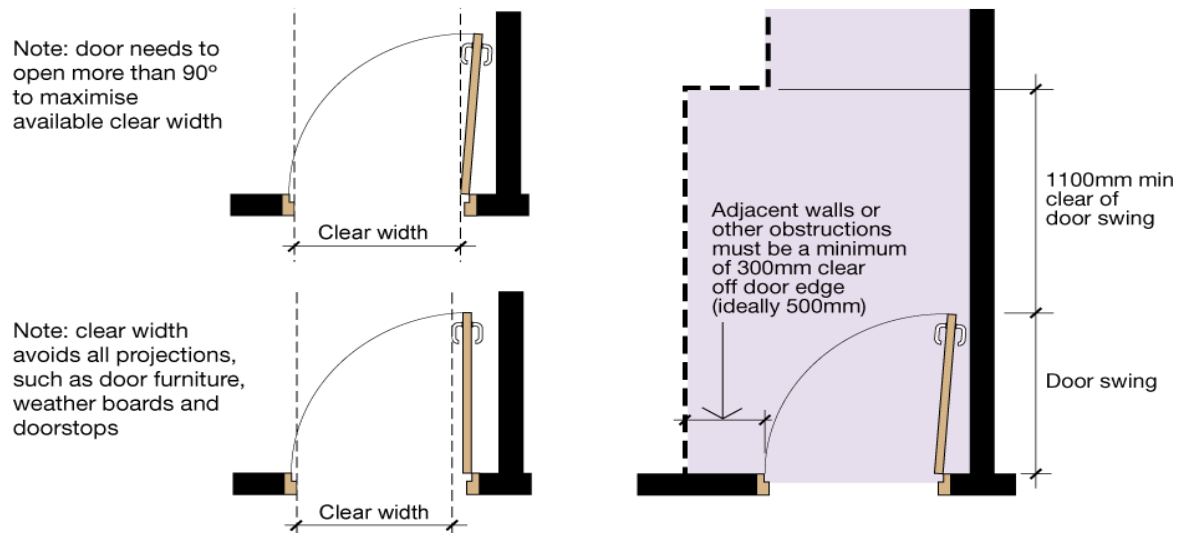 Note: door needs to
open more than 90º
to maximise
available clear width
Clear width
Note: clear width
avoids all projections,
such as door furniture,
weather boards and
doorstops
Clear width
Adjacent walls or
other obstructions
must be a minimum
of 300mm clear
off door edge
(ideally 500mm)
1100mm min
clear of
door swing
Door swing